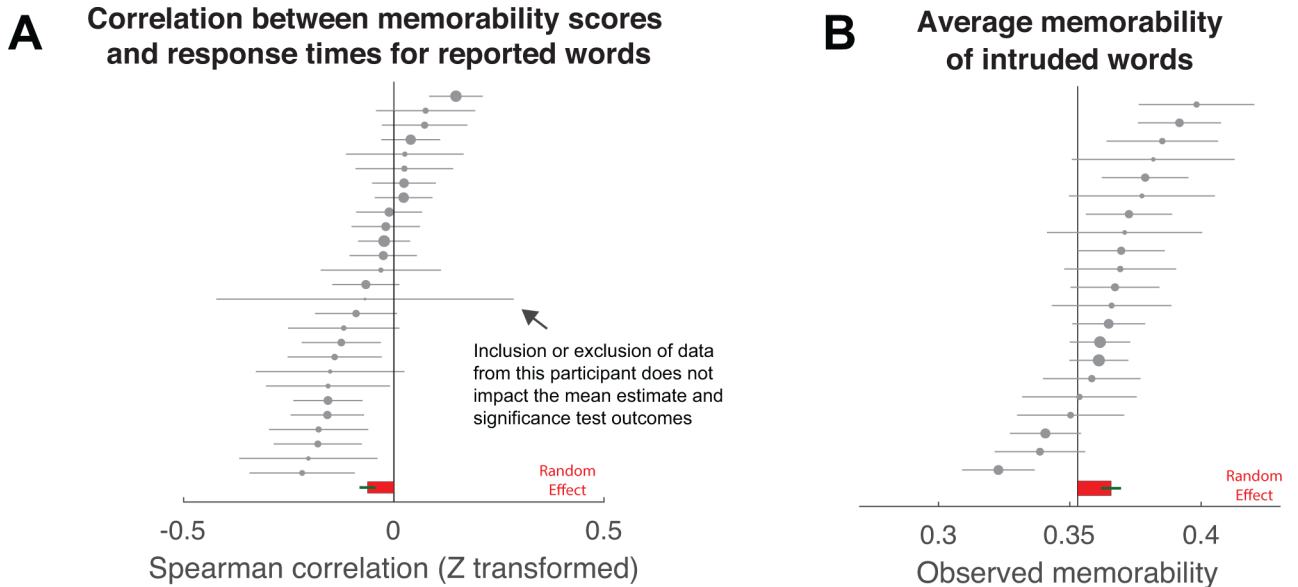 A
Correlation between memorability scores
and response times for reported words
Inclusion or exclusion of data
from this participant does not
impact the mean estimate and
significance test outcomes
Random
Effect
-0.5
0
0.5
Spearman correlation (Z transformed)
B
Average memorability
of intruded words
Random
Effect
0.3
0.35
0.4
Observed memorability